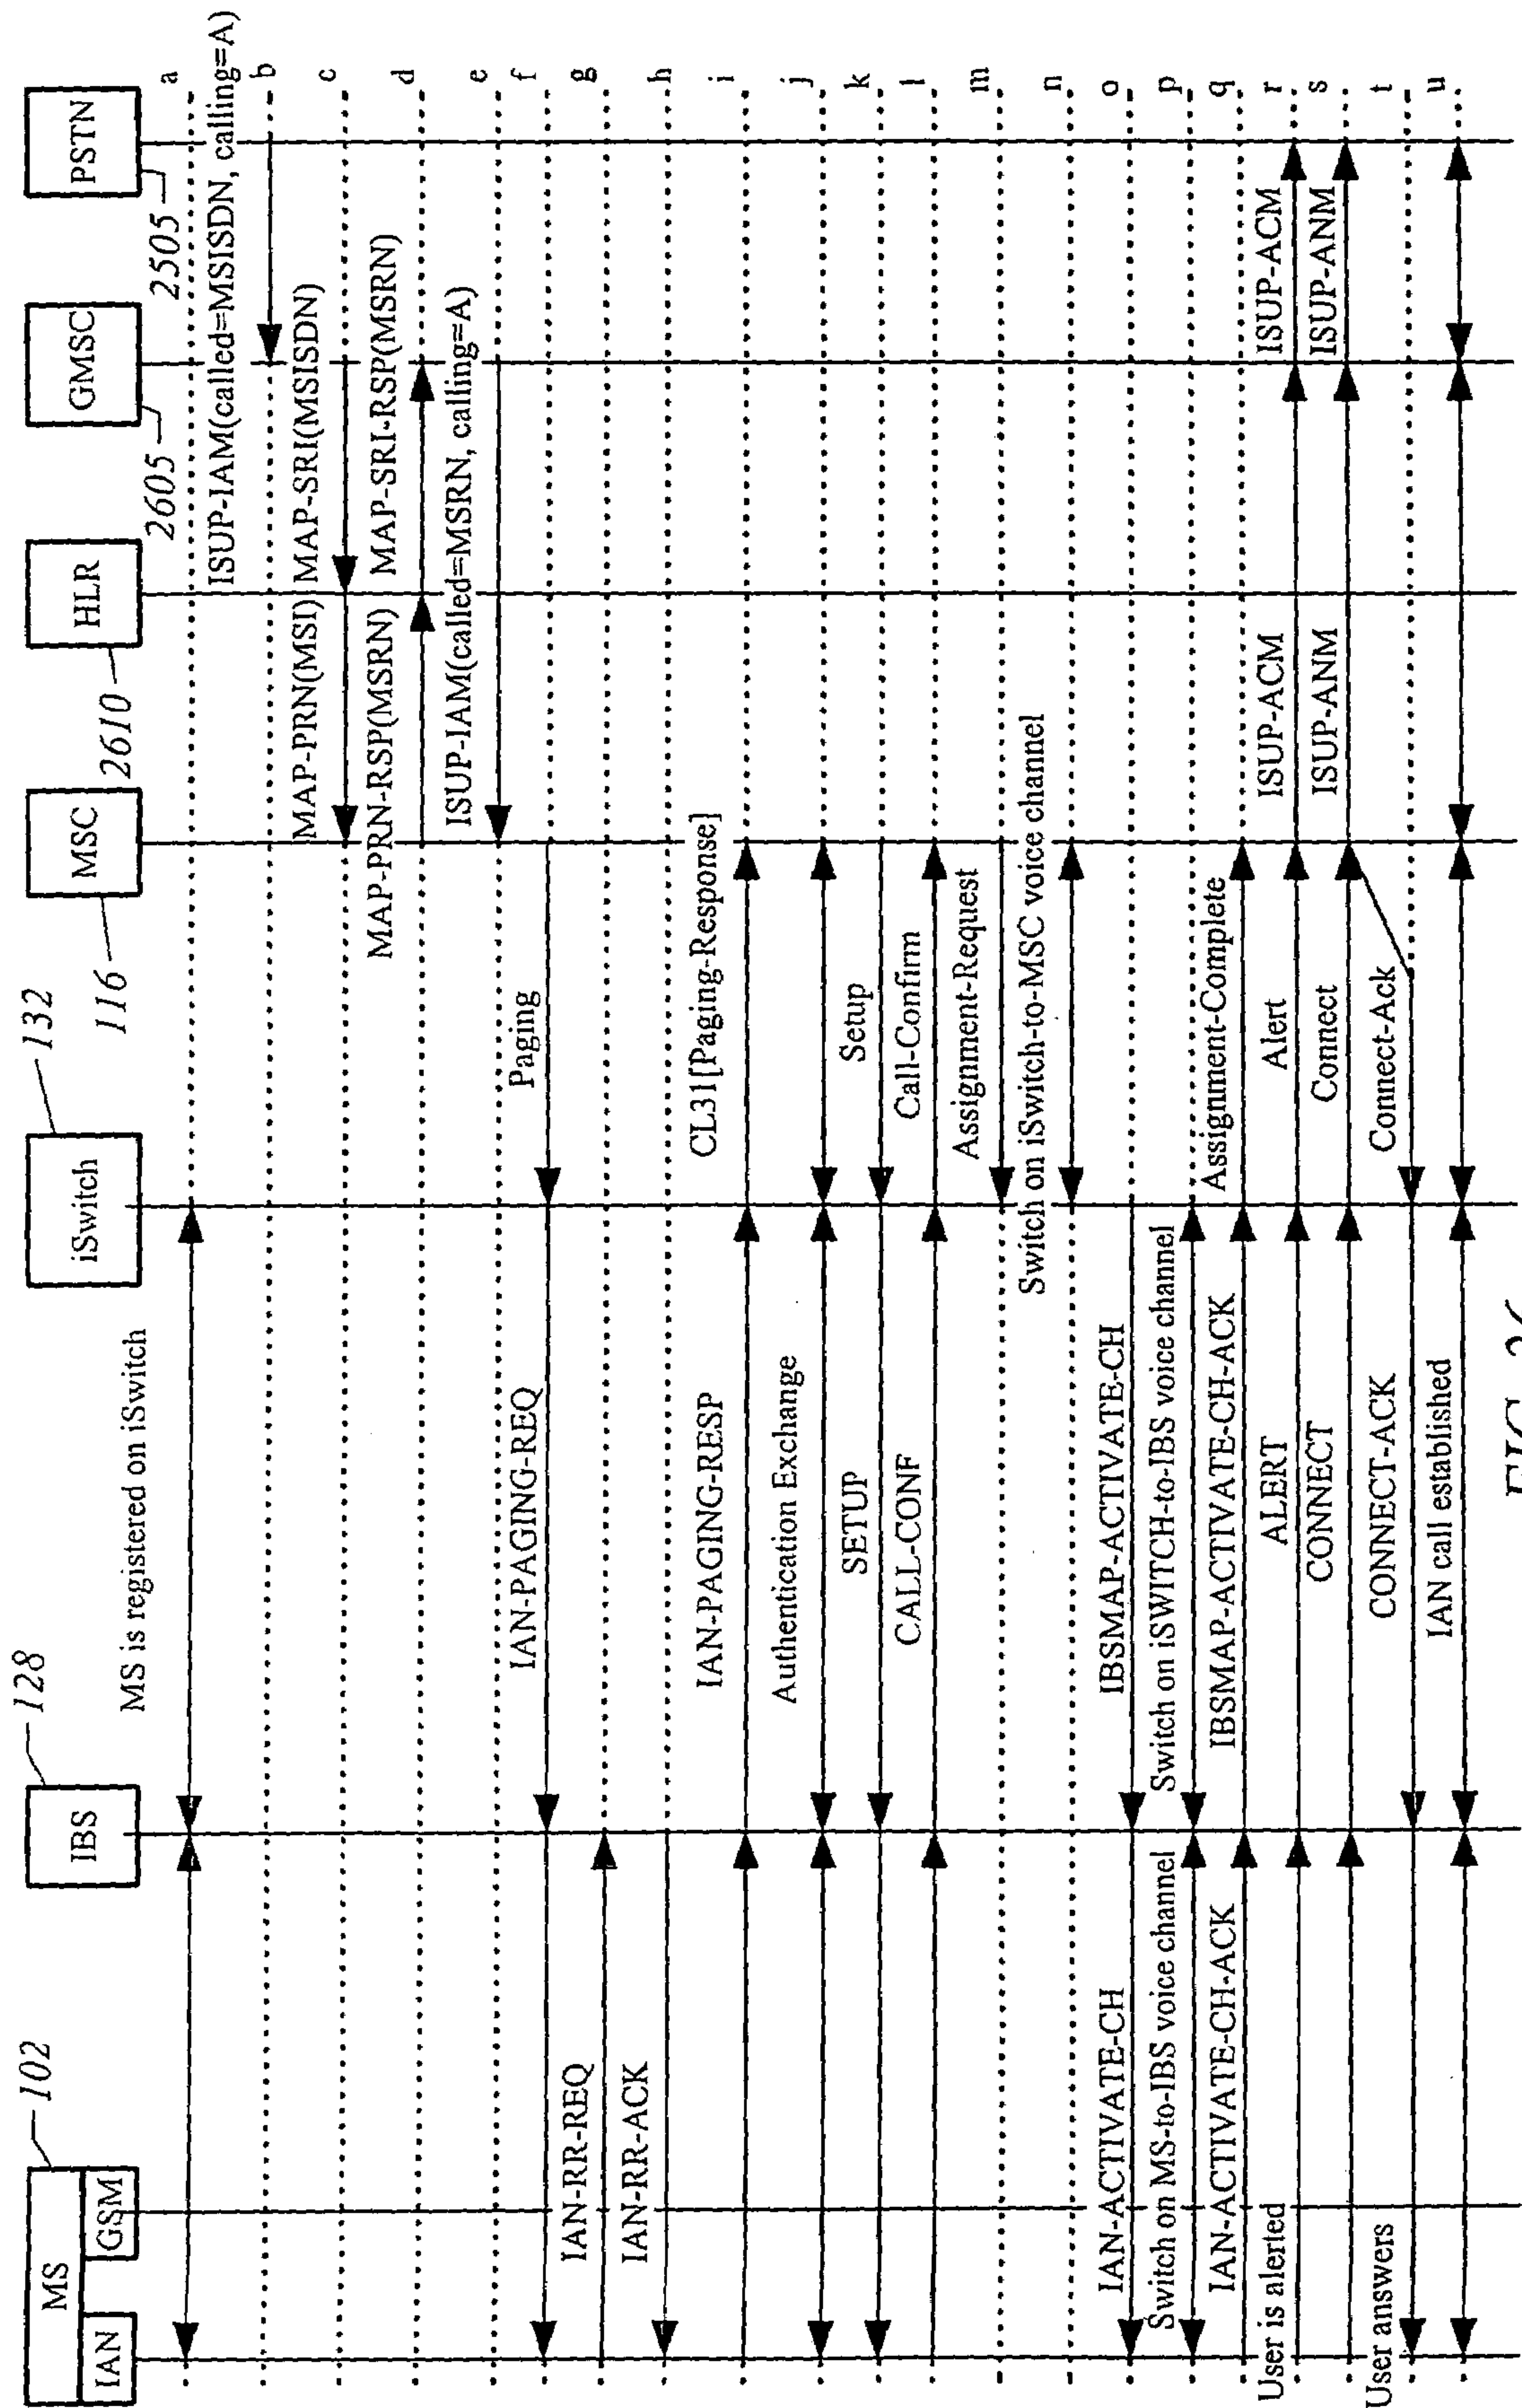 MS
102
IAN
GSM
IBS
128
iSwitch
132
MSC
116
HLR
2610
GMSC
2605
PSTN
2505
MS is registered on iSwitch
a
ISUP-IAM(called=MSISDN, calling=A)
b
MAP-PRN(MSI)
MAP-SRI(MSISDN)
c
MAP-PRN-RSP(MSRN)
MAP-SRI-RSP(MSRN)
d
ISUP-IAM(called=MSRN, calling=A)
e
IAN-PAGING-REQ
Paging
f
IAN-RR-REQ
g
IAN-RR-ACK
h
IAN-PAGING-RESP
CL31[Paging-Response]
i
Authentication Exchange
j
SETUP
Setup
k
CALL-CONF
Call-Confirm
l
Assignment-Request
m
Switch on iSwitch-to-MSC voice channel
n
IAN-ACTIVATE-CH
IBSMAP-ACTIVATE-CH
o
Switch on MS-to-IBS voice channel
Switch on iSWITCH-to-IBS voice channel
p
IAN-ACTIVATE-CH-ACK
IBSMAP-ACTIVATE-CH-ACK
Assignment-Complete
q
User is alerted
ALERT
Alert
ISUP-ACM
ISUP-ACM
r
CONNECT
Connect
ISUP-ANM
ISUP-ANM
s
User answers
CONNECT-ACK
Connect-Ack
t
IAN call established
u